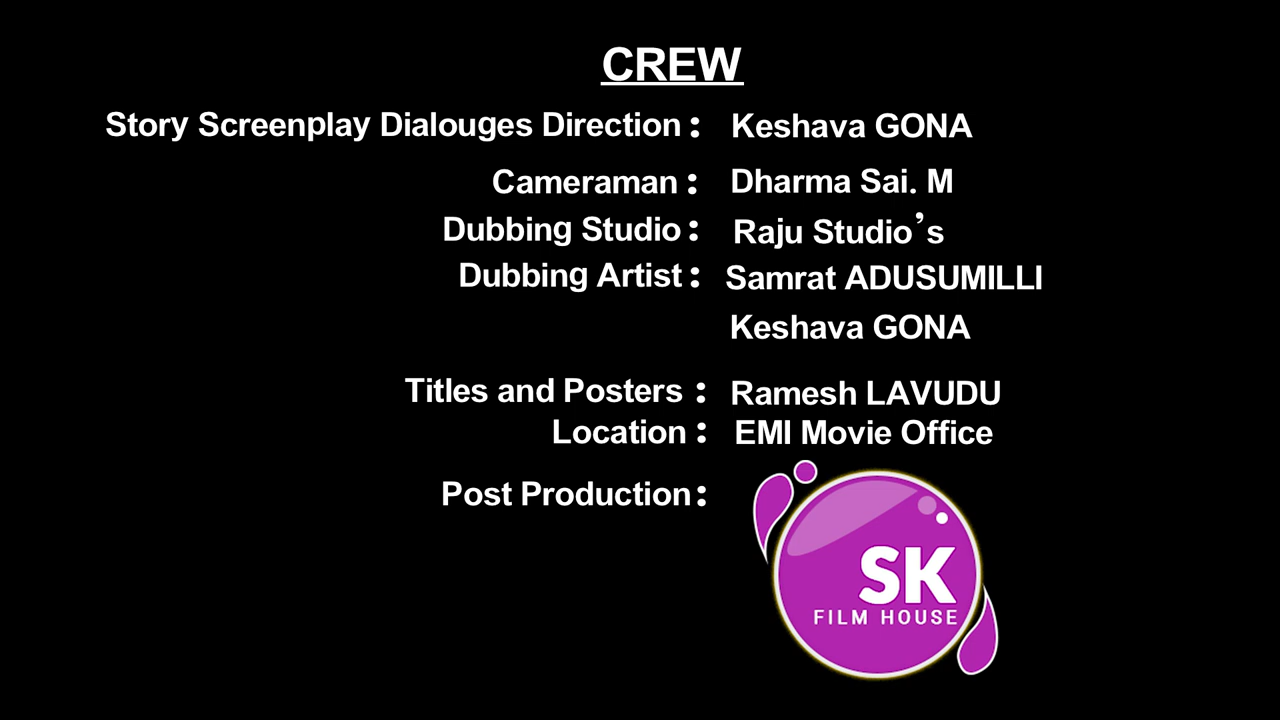 CREW
Story Screenplay Dialouges Direction : Keshava GONA
Cameraman : Dharma Sai. M
Dubbing Studio : Raju Studio’s
Dubbing Artist : Samrat ADUSUMILLI
Keshava GONA
Titles and Posters : Ramesh LAVUDU
Location : EMI Movie Office
Post Production:
SK
FILM HOUSE